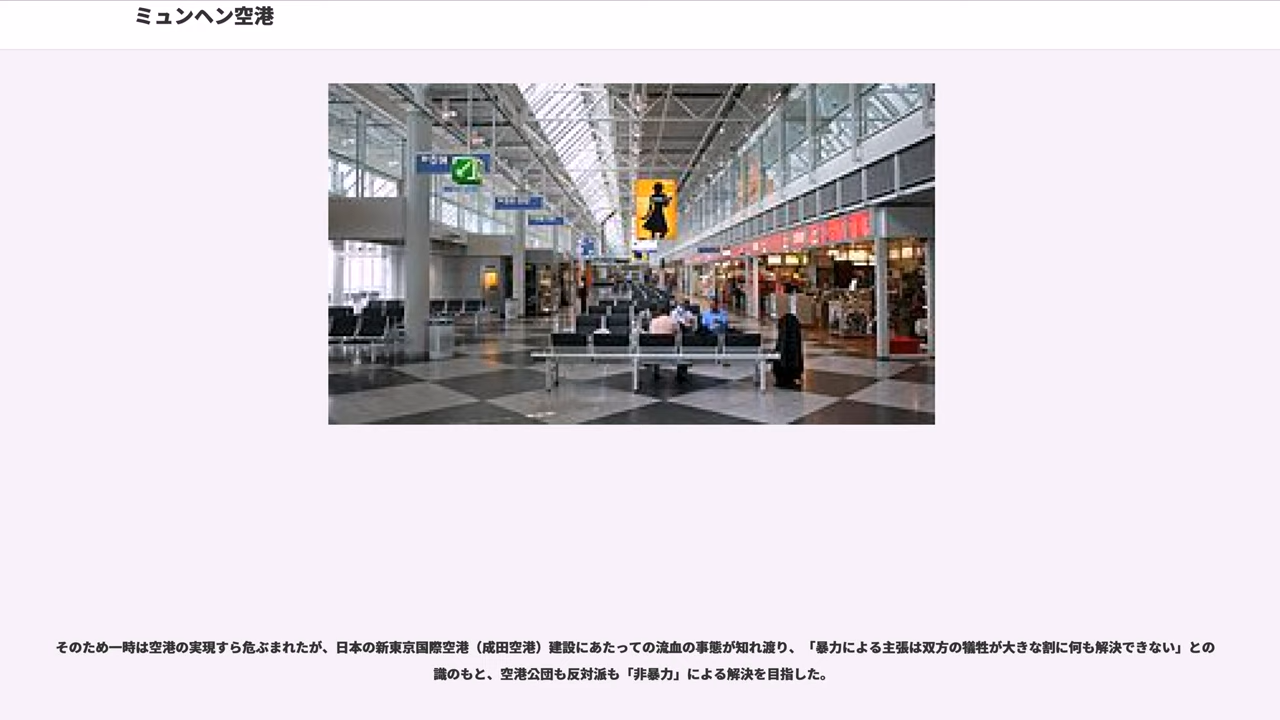 ミュンヘン空港
そのため一時は空港の実現すら危ぶまれたが、日本の新東京国際空港（成田空港）建設にあたっての流血の事態が知れ渡り、「暴力による主張は双方の犠牲が大きな割に何も解決できない」との
識のもと、空港公団も反対派も「非暴力」による解決を目指した。